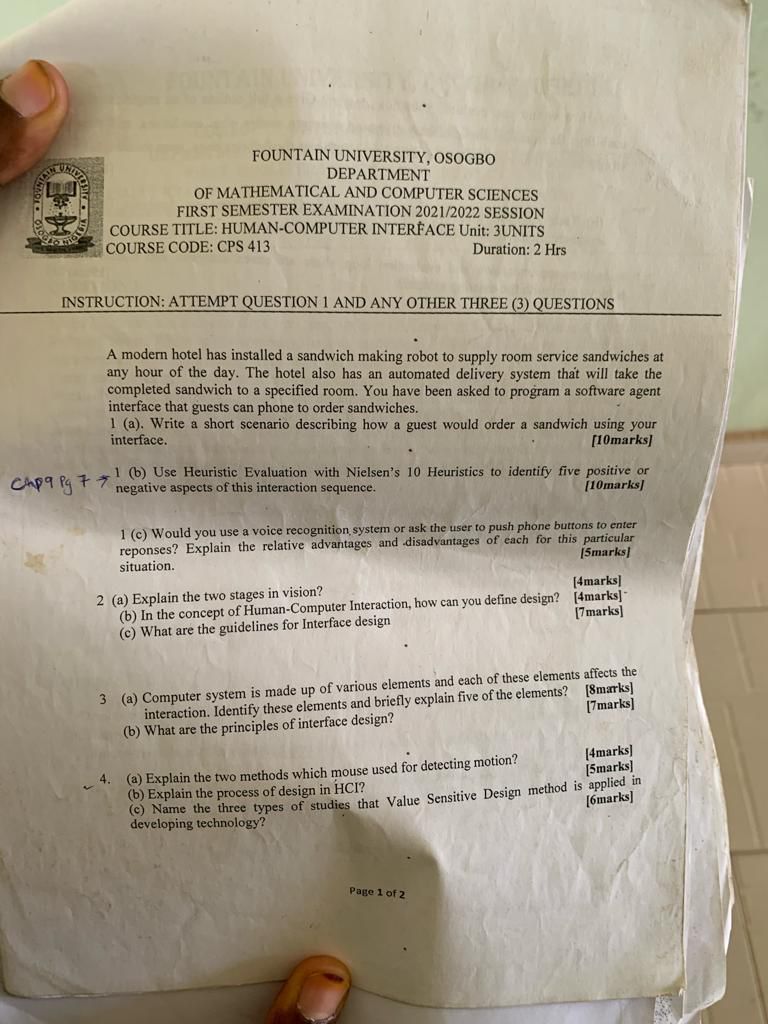 FOUNTAIN UNIVERSITY
OSOGBO NIGERIA
FOUNTAIN UNIVERSITY, OSOGBO
DEPARTMENT
OF MATHEMATICAL AND COMPUTER SCIENCES
FIRST SEMESTER EXAMINATION 2021/2022 SESSION
COURSE TITLE: HUMAN-COMPUTER INTERFACE Unit: 3UNITS
COURSE CODE: CPS 413 Duration: 2 Hrs
INSTRUCTION: ATTEMPT QUESTION 1 AND ANY OTHER THREE (3) QUESTIONS
A modern hotel has installed a sandwich making robot to supply room service sandwiches at
any hour of the day. The hotel also has an automated delivery system that will take the
completed sandwich to a specified room. You have been asked to program a software agent
interface that guests can phone to order sandwiches.
1 (a). Write a short scenario describing how a guest would order a sandwich using your
interface. [10marks]
Chp9 Pg 7 → 1 (b) Use Heuristic Evaluation with Nielsen's 10 Heuristics to identify five positive or
negative aspects of this interaction sequence. [10marks]
1 (c) Would you use a voice recognition system or ask the user to push phone buttons to enter
reponses? Explain the relative advantages and disadvantages of each for this particular
situation. [5marks]
2 (a) Explain the two stages in vision? [4marks]
(b) In the concept of Human-Computer Interaction, how can you define design? [4marks]
(c) What are the guidelines for Interface design [7marks]
3 (a) Computer system is made up of various elements and each of these elements affects the
interaction. Identify these elements and briefly explain five of the elements? [8marks]
(b) What are the principles of interface design? [7marks]
4. (a) Explain the two methods which mouse used for detecting motion? [4marks]
(b) Explain the process of design in HCI? [5marks]
(c) Name the three types of studies that Value Sensitive Design method is applied in
developing technology? [6marks]
Page 1 of 2